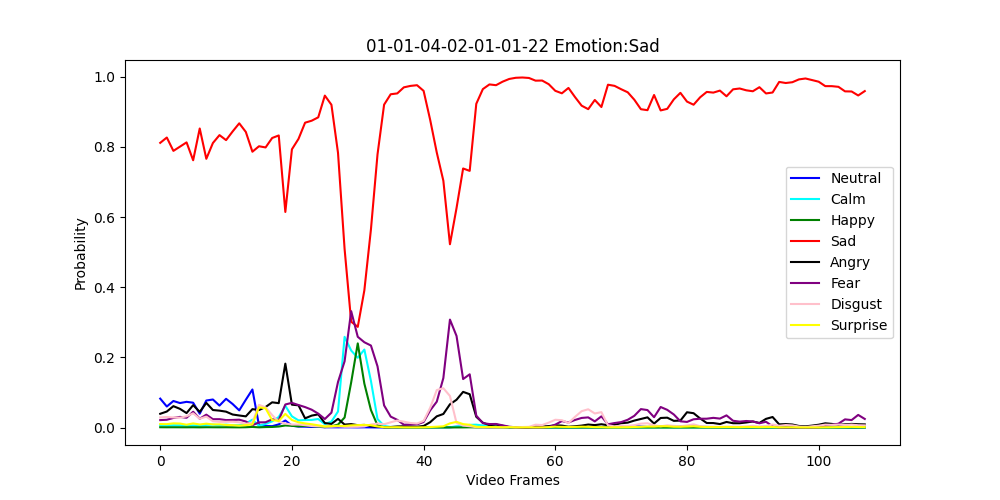 01-01-04-02-01-01-22 Emotion:Sad
1.0
0.8
0.6
0.4
0.2
0.0
Probability
Neutral
Calm
Happy
Sad
Angry
Fear
Disgust
Surprise
0 20 40 60 80 100
Video Frames